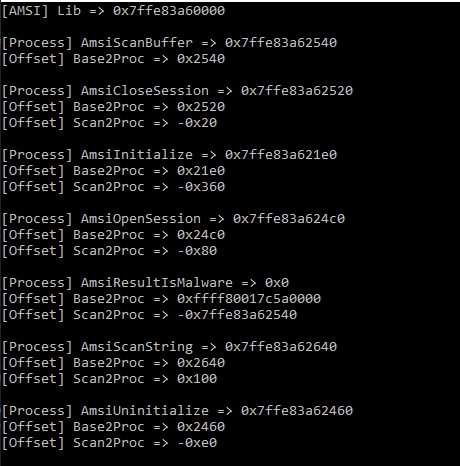 [AMSI] Lib => 0x7ffe83a60000
[Process] AmsiScanBuffer => 0x7ffe83a62540
[Offset] Base2Proc => 0x2540
[Process] AmsiCloseSession => 0x7ffe83a62520
[Offset] Base2Proc => 0x2520
[Offset] Scan2Proc => -0x20
[Process] AmsiInitialize => 0x7ffe83a621e0
[Offset] Base2Proc => 0x21e0
[Offset] Scan2Proc => -0x360
[Process] AmsiOpenSession => 0x7ffe83a624c0
[Offset] Base2Proc => 0x24c0
[Offset] Scan2Proc => -0x80
[Process] AmsiResultIsMalware => 0x0
[Offset] Base2Proc => 0xffff80017c5a0000
[Offset] Scan2Proc => -0x7ffe83a62540
[Process] AmsiScanString => 0x7ffe83a62640
[Offset] Base2Proc => 0x2640
[Offset] Scan2Proc => 0x100
[Process] AmsiUninitialize => 0x7ffe83a62460
[Offset] Base2Proc => 0x2460
[Offset] Scan2Proc => -0xe0